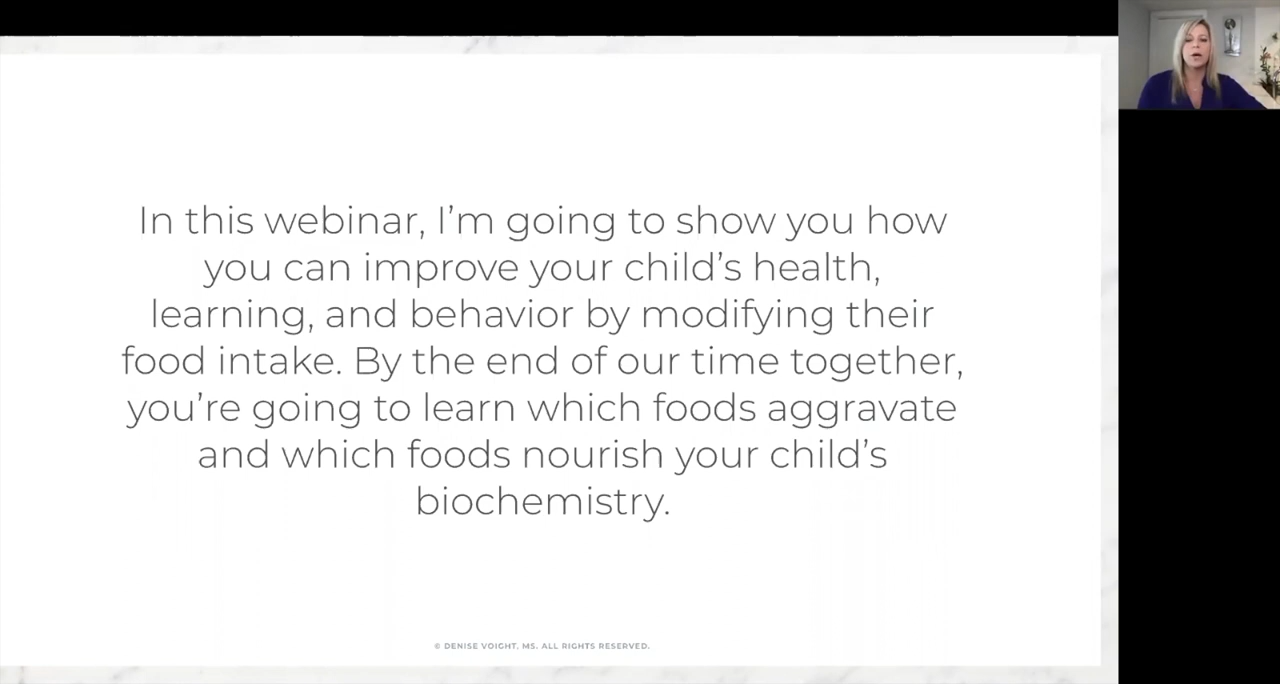 In this webinar, I’m going to show you how
you can improve your child’s health,
learning, and behavior by modifying their
food intake. By the end of our time together,
you’re going to learn which foods aggravate
and which foods nourish your child’s
biochemistry.
© DENISE VOIGHT, MS. ALL RIGHTS RESERVED.